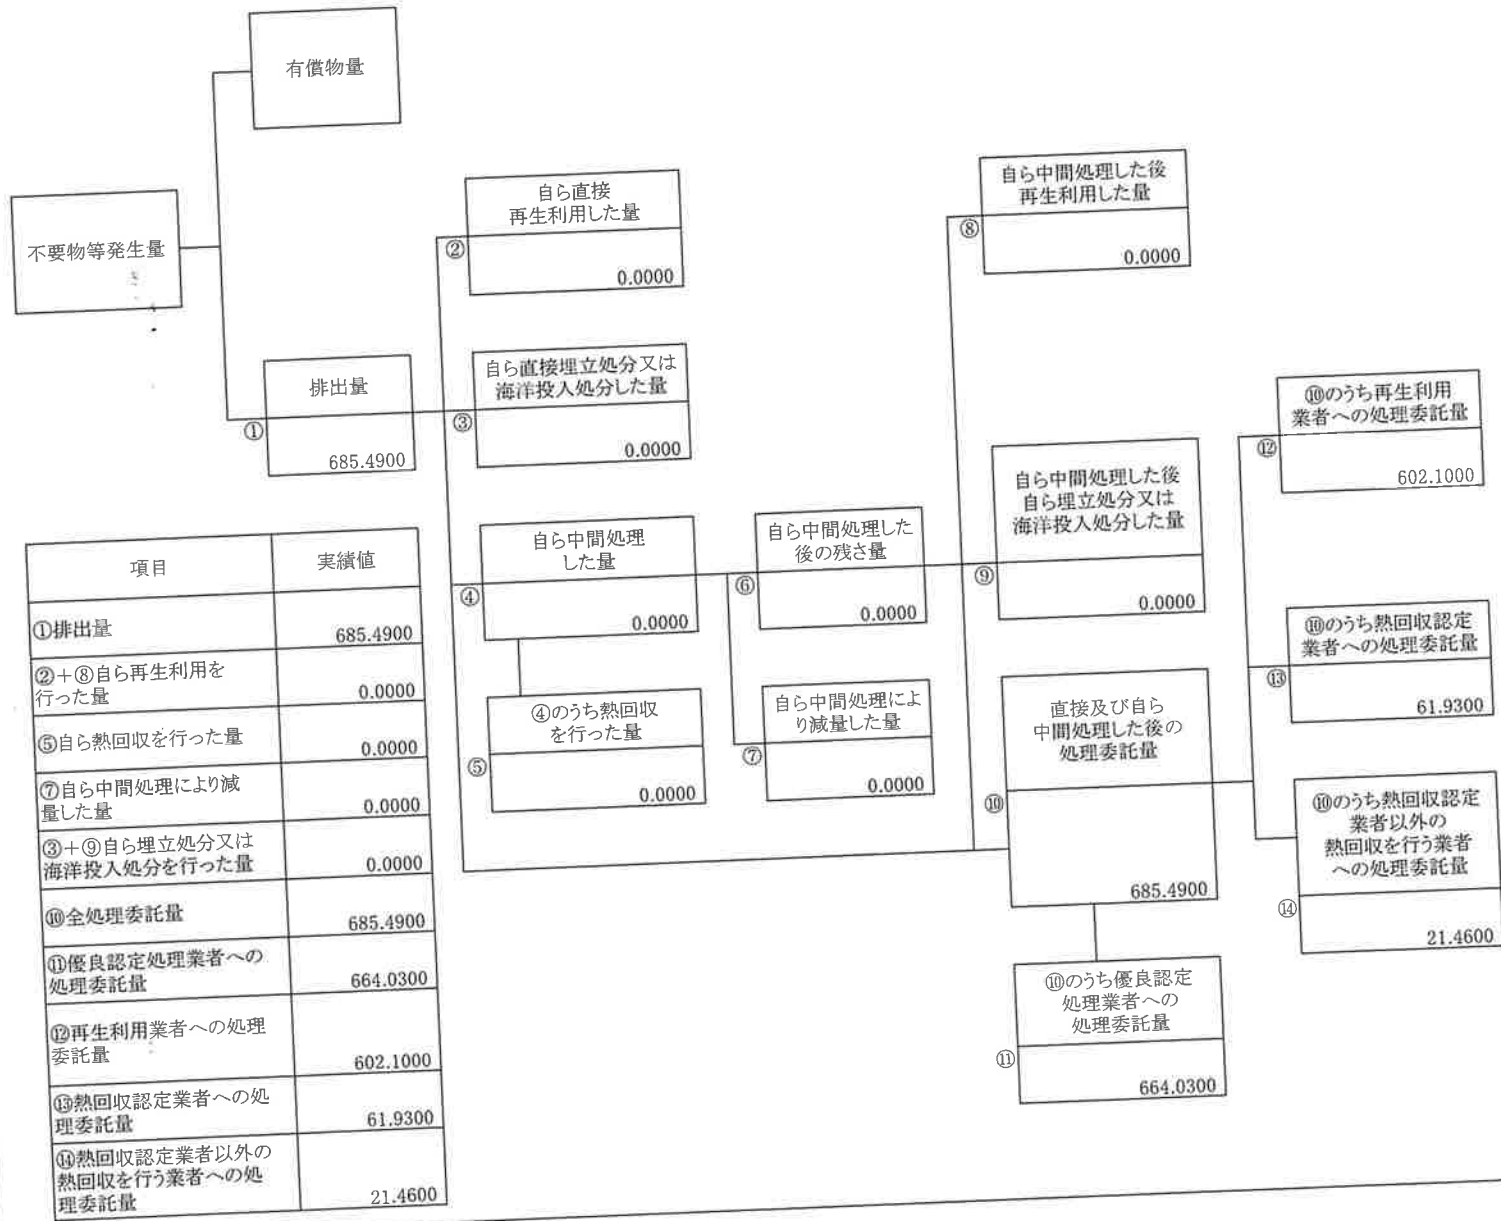 有償物量
不要物等発生量
排出量
①
685.4900
自ら直接
再生利用した量
②
0.0000
自ら直接埋立処分又は
海洋投入処分した量
③
0.0000
自ら中間処理
した量
④
0.0000
④のうち熱回収
を行った量
⑤
0.0000
自ら中間処理した
後の残さ量
⑥
0.0000
自ら中間処理によ
り減量した量
⑦
0.0000
自ら中間処理した後
再生利用した量
⑧
0.0000
自ら中間処理した後
自ら埋立処分又は
海洋投入処分した量
⑨
0.0000
直接及び自ら
中間処理した後の
処理委託量
⑩
685.4900
⑩のうち優良認定
処理業者への
処理委託量
⑪
664.0300
⑩のうち再生利用
業者への処理委託量
⑫
602.1000
⑩のうち熱回収認定
業者への処理委託量
⑬
61.9300
⑩のうち熱回収認定
業者以外の
熱回収を行う業者
への処理委託量
⑭
21.4600
項目 実績値
①排出量 685.4900
②+⑧自ら再生利用を
行った量 0.0000
⑤自ら熱回収を行った量 0.0000
⑦自ら中間処理により減
量した量 0.0000
③+⑨自ら埋立処分又は
海洋投入処分を行った量 0.0000
⑩全処理委託量 685.4900
⑪優良認定処理業者への
処理委託量 664.0300
⑫再生利用業者への処理
委託量 602.1000
⑬熱回収認定業者への処
理委託量 61.9300
⑭熱回収認定業者以外の
熱回収を行う業者への処
理委託量 21.4600